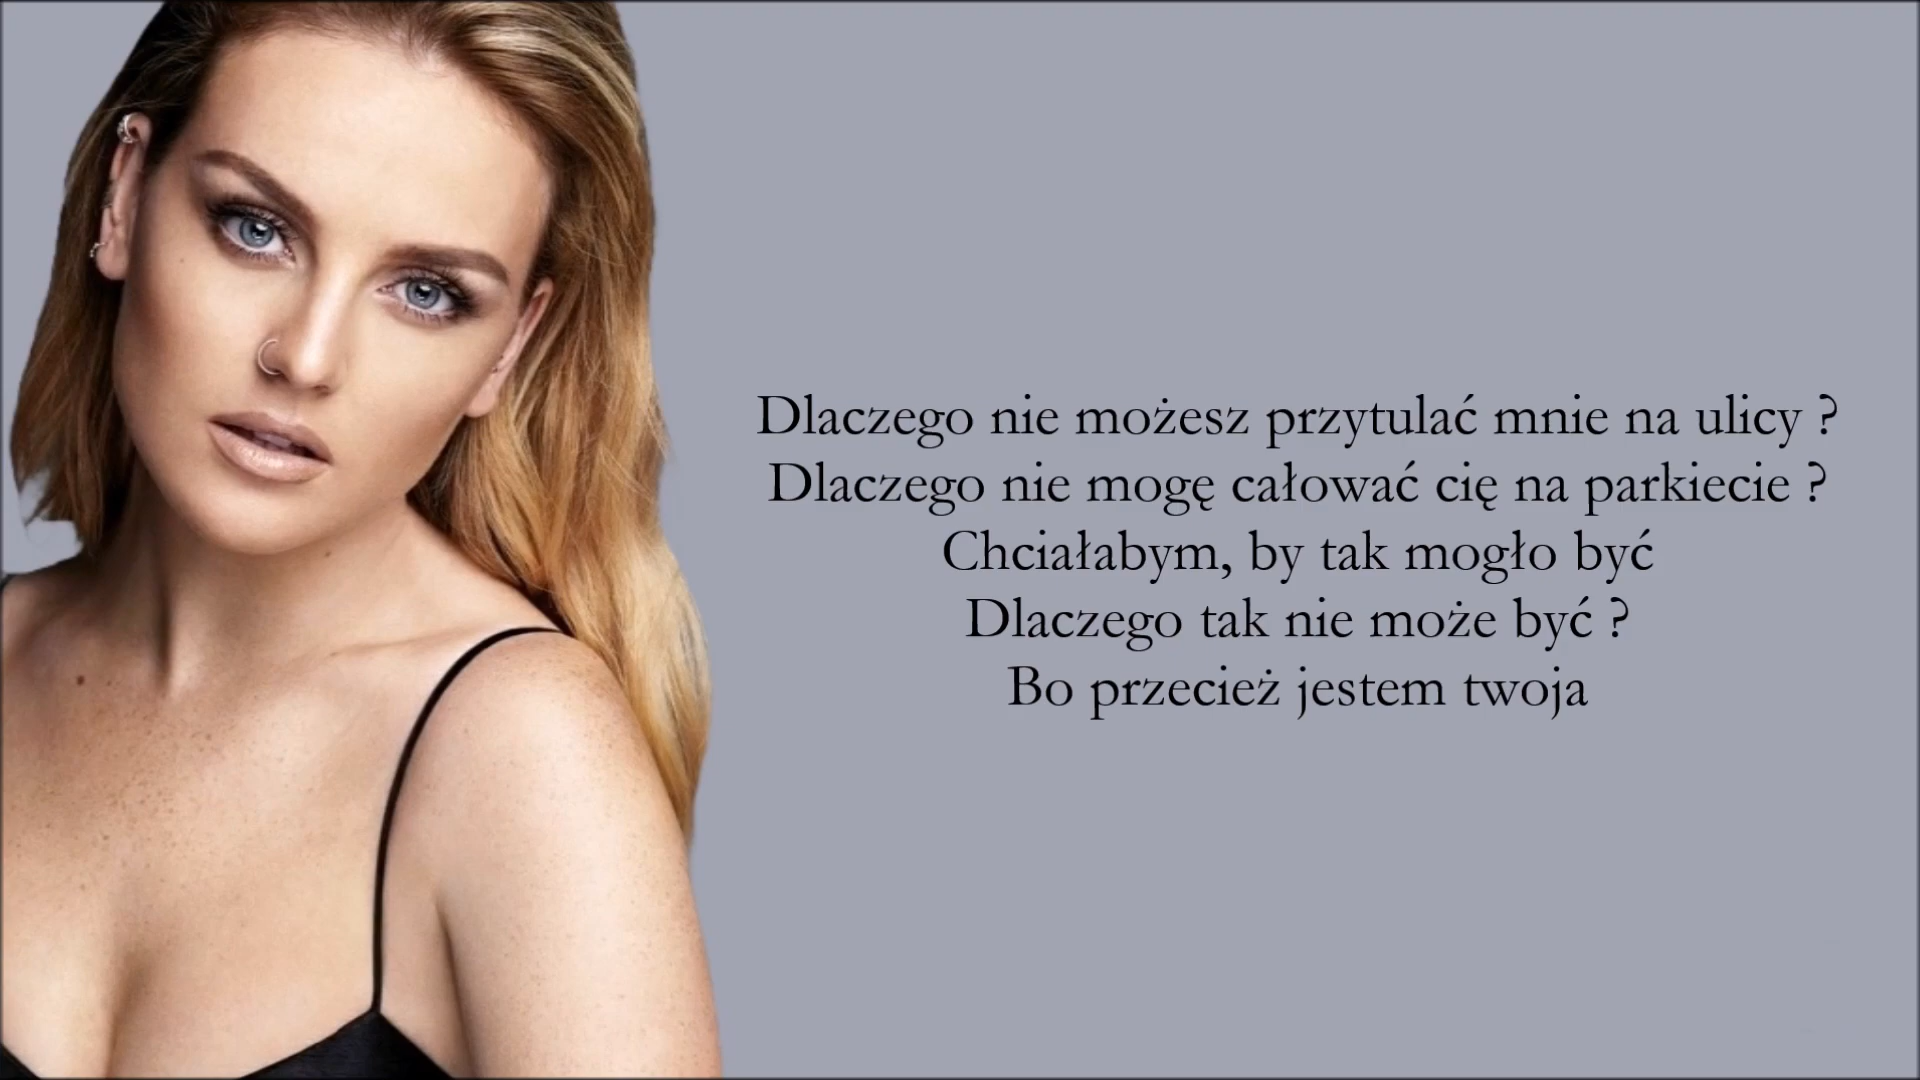 Dlaczego nie możesz przytulać mnie na ulicy ?
Dlaczego nie mogę całować cię na parkiecie ?
Chciałabym, by tak mogło być
Dlaczego tak nie może być ?
Bo przecież jestem twoja